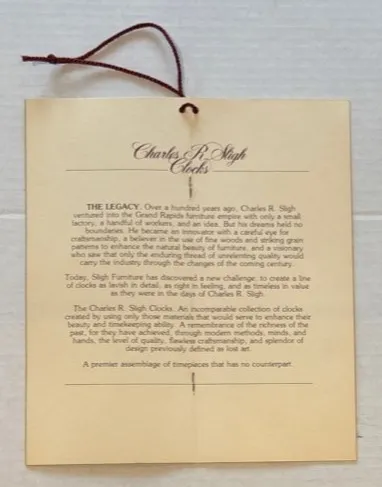 Charles R. Sligh
Clocks
THE LEGACY. Over a hundred years ago, Charles R. Sligh
ventured into the Grand Rapids furniture empire with only a small
factory, a handful of workers, and an idea. But his dreams held no
boundaries. He became an innovator with a careful eye for
craftsmanship, a believer in the use of fine woods and striking grain
patterns to enhance the natural beauty of furniture, and a visionary
who saw that only the enduring thread of unrelenting quality would
carry the industry through the changes of the coming century.
Today, Sligh Furniture has discovered a new challenge: to create a line
of clocks as lavish in detail, as right in feeling, and as timeless in value
as they were in the days of Charles R. Sligh.
The Charles R. Sligh Clocks. An incomparable collection of clocks
created by using only those materials that would serve to enhance their
beauty and timekeeping ability. A remembrance of the richness of the
past, for they have achieved, through modern methods, minds, and
hands, the level of quality, flawless craftsmanship, and splendor of
design previously defined as lost art.
A premier assemblage of timepieces that has no counterpart.